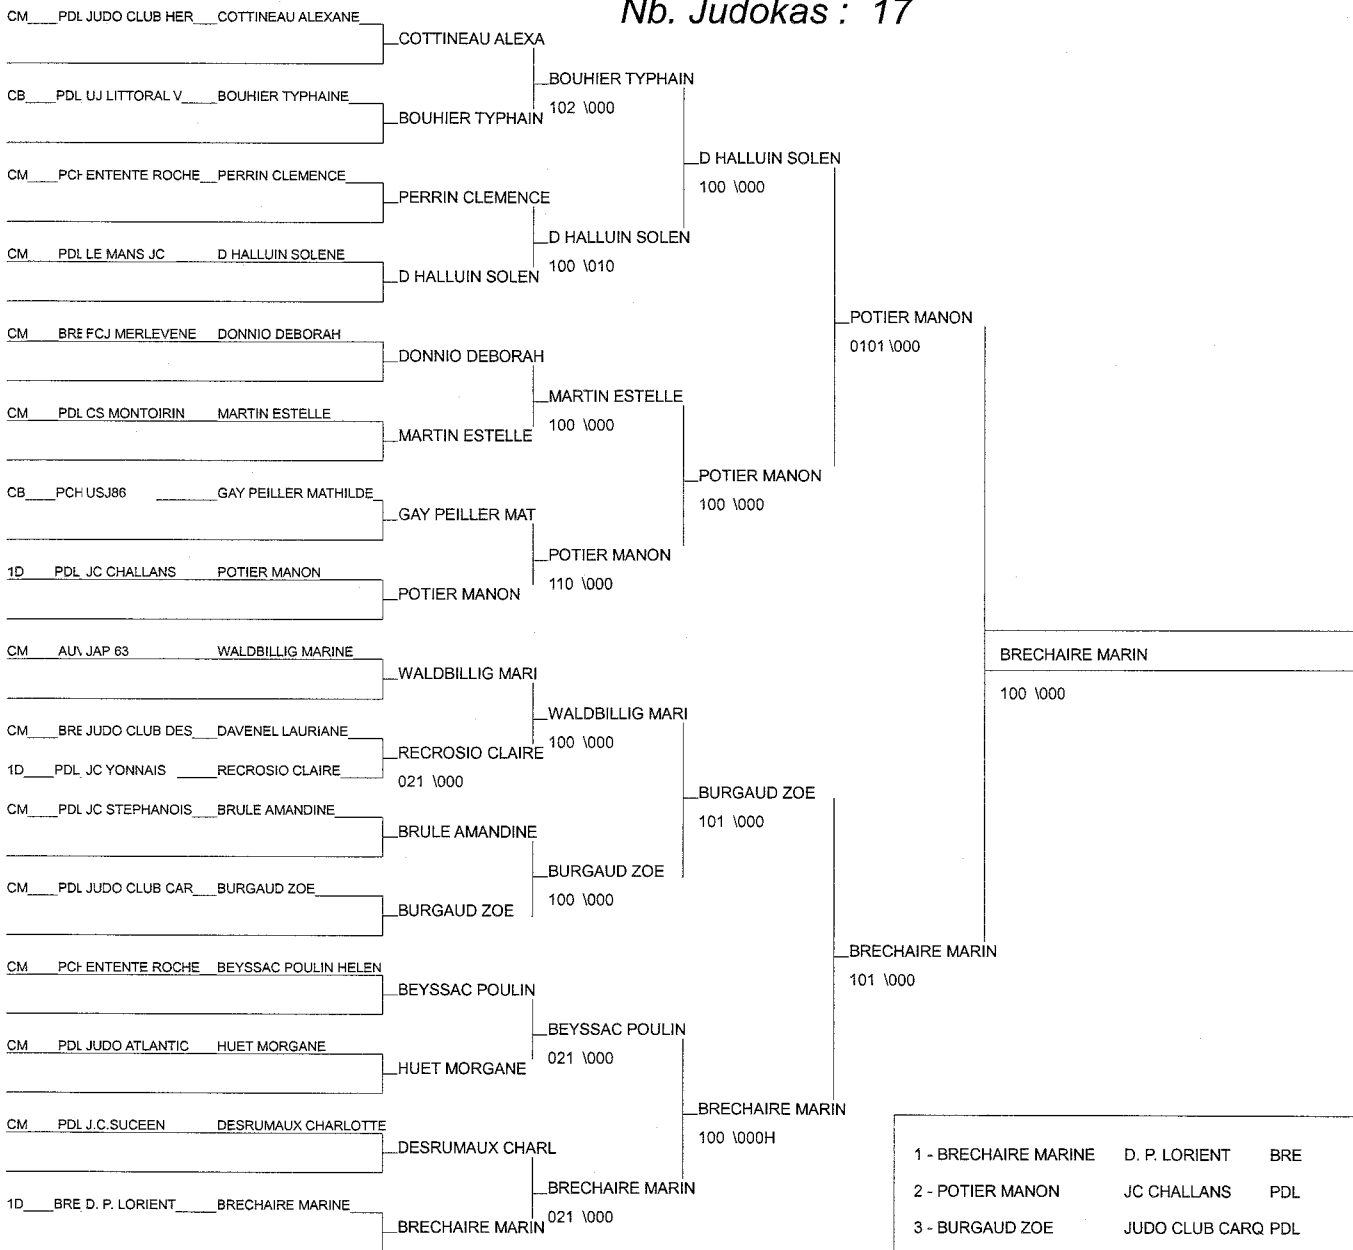 Nb. Judokas : 17
CM PDL JUDO CLUB HER COTTINEAU ALEXANE
COTTINEAU ALEXA
BOUHIER TYPHAIN
102 \000
CB PDL UJ LITTORAL V BOUHIER TYPHAINE
BOUHIER TYPHAIN
D HALLUIN SOLEN
100 \000
CM PCH ENTENTE ROCHE PERRIN CLEMENCE
PERRIN CLEMENCE
D HALLUIN SOLEN
100 \010
CM PDL LE MANS JC D HALLUIN SOLENE
D HALLUIN SOLEN
POTIER MANON
0101 \000
CM BRE FCJ MERLEVENE DONNIO DEBORAH
DONNIO DEBORAH
MARTIN ESTELLE
100 \000
CM PDL CS MONTOIRIN MARTIN ESTELLE
MARTIN ESTELLE
POTIER MANON
100 \000
CB PCH USJ86 GAY PEILLER MATHILDE
GAY PEILLER MAT
POTIER MANON
110 \000
1D PDL JC CHALLANS POTIER MANON
POTIER MANON
BRECHAIRE MARIN
100 \000
CM AUV JAP 63 WALDBILLIG MARINE
WALDBILLIG MARI
WALDBILLIG MARI
100 \000
CM BRE JUDO CLUB DES DAVENEL LAURIANE
RECROSIO CLAIRE
021 \000
1D PDL JC YONNAIS RECROSIO CLAIRE
BURGAUD ZOE
101 \000
CM PDL JC STEPHANOIS BRULE AMANDINE
BRULE AMANDINE
BURGAUD ZOE
100 \000
CM PDL JUDO CLUB CAR BURGAUD ZOE
BURGAUD ZOE
BRECHAIRE MARIN
101 \000
CM PCH ENTENTE ROCHE BEYSSAC POULIN HELEN
BEYSSAC POULIN
BEYSSAC POULIN
021 \000
CM PDL JUDO ATLANTIC HUET MORGANE
HUET MORGANE
BRECHAIRE MARIN
100 \000H
CM PDL J.C.SUCEEN DESRUMAUX CHARLOTTE
DESRUMAUX CHARL
BRECHAIRE MARIN
021 \000
1D BRE D. P. LORIENT BRECHAIRE MARINE
BRECHAIRE MARIN
1 - BRECHAIRE MARINE D. P. LORIENT BRE
2 - POTIER MANON JC CHALLANS PDL
3 - BURGAUD ZOE JUDO CLUB CARQ PDL